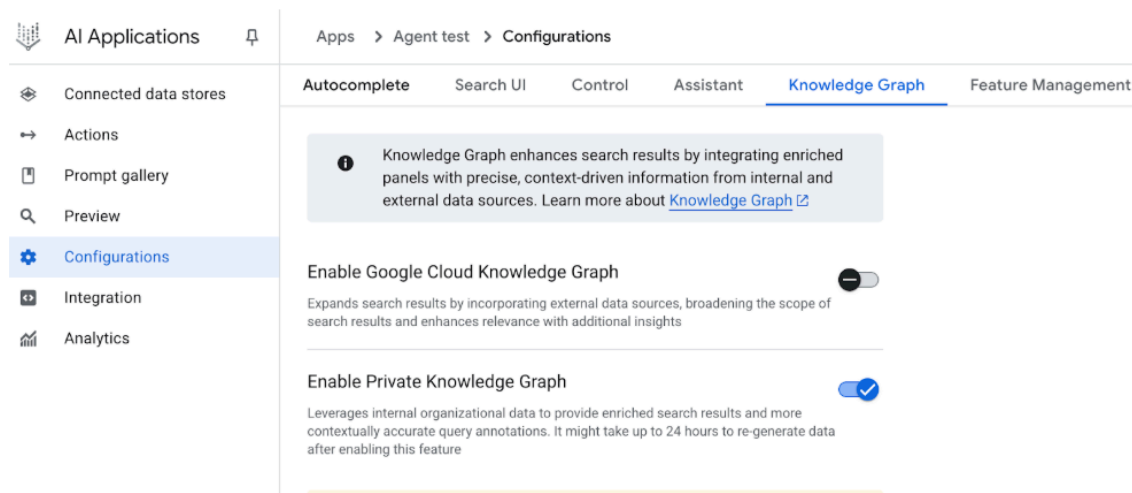 AI Applications
Apps > Agent test > Configurations
Connected data stores
Actions
Prompt gallery
Preview
Configurations
Integration
Analytics
Autocomplete Search UI Control Assistant Knowledge Graph Feature Management
Knowledge Graph enhances search results by integrating enriched
panels with precise, context-driven information from internal and
external data sources. Learn more about Knowledge Graph
Enable Google Cloud Knowledge Graph
Expands search results by incorporating external data sources, broadening the scope of
search results and enhances relevance with additional insights
Enable Private Knowledge Graph
Leverages internal organizational data to provide enriched search results and more
contextually accurate query annotations. It might take up to 24 hours to re-generate data
after enabling this feature